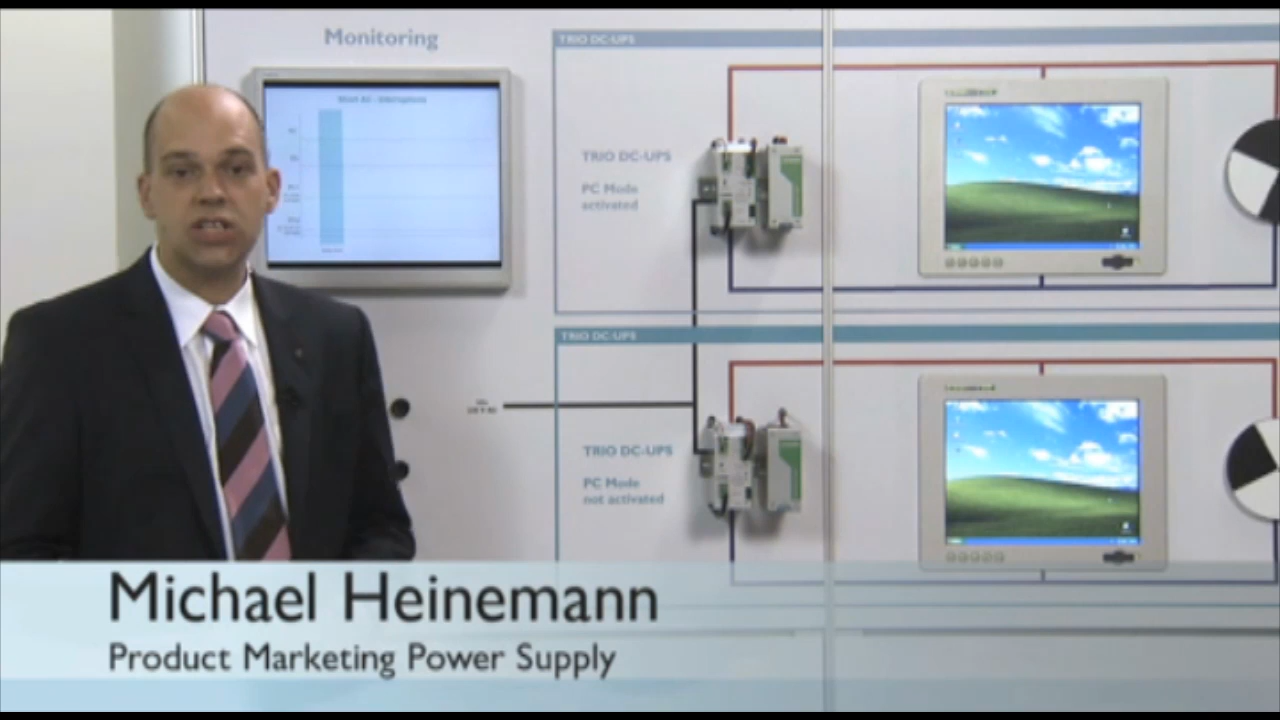 Monitoring
TRIO DC-UPS
TRIO DC-UPS
PC Mode
activated
TRIO DC-UPS
TRIO DC-UPS
PC Mode
not activated
Michael Heinemann
Product Marketing Power Supply